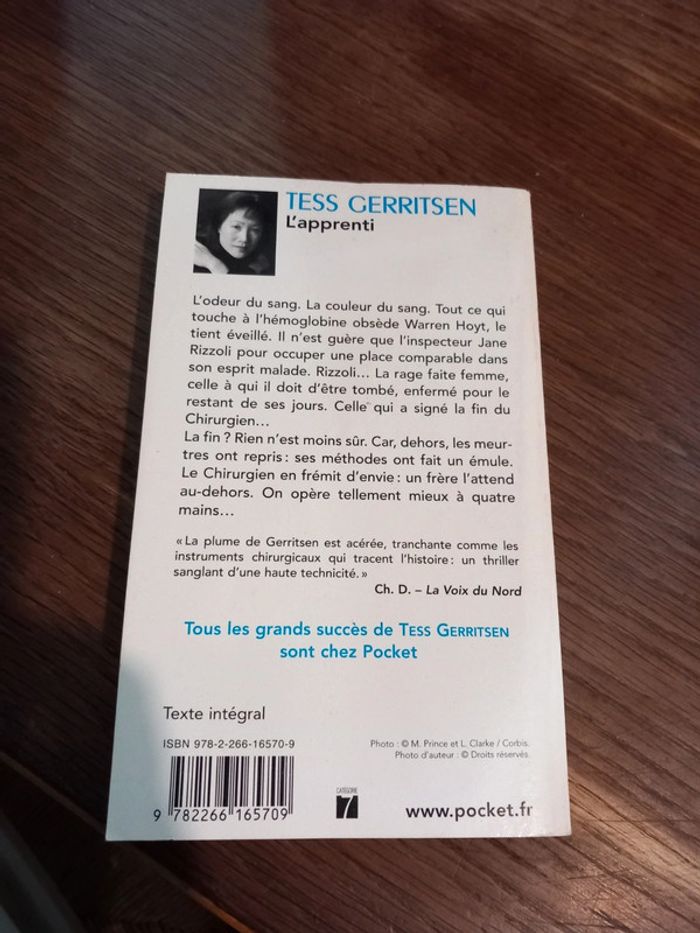 TESS GERRITSEN
L'apprenti
L'odeur du sang. La couleur du sang. Tout ce qui
touche à l'hémoglobine obsède Warren Hoyt, le
tient éveillé. Il n'est guère que l'inspecteur Jane
Rizzoli pour occuper une place comparable dans
son esprit malade. Rizzoli... La rage faite femme,
celle à qui il doit d'être tombé, enfermé pour le
restant de ses jours. Celle qui a signé la fin du
Chirurgien...
La fin ? Rien n'est moins sûr. Car, dehors, les meur-
tres ont repris : ses méthodes ont fait un émule.
Le Chirurgien en frémit d'envie : un frère l'attend
au-dehors. On opère tellement mieux à quatre
mains...
« La plume de Gerritsen est acérée, tranchante comme les
instruments chirurgicaux qui tracent l'histoire : un thriller
sanglant d'une haute technicité. »
Ch. D. – La Voix du Nord
Tous les grands succès de TESS GERRITSEN
sont chez Pocket
Texte intégral
ISBN 978-2-266-16570-9
9 782266 165709
Photo : © M. Prince et L. Clarke / Corbis.
Photo d'auteur : © Droits réservés.
CATÉGORIE
7
www.pocket.fr